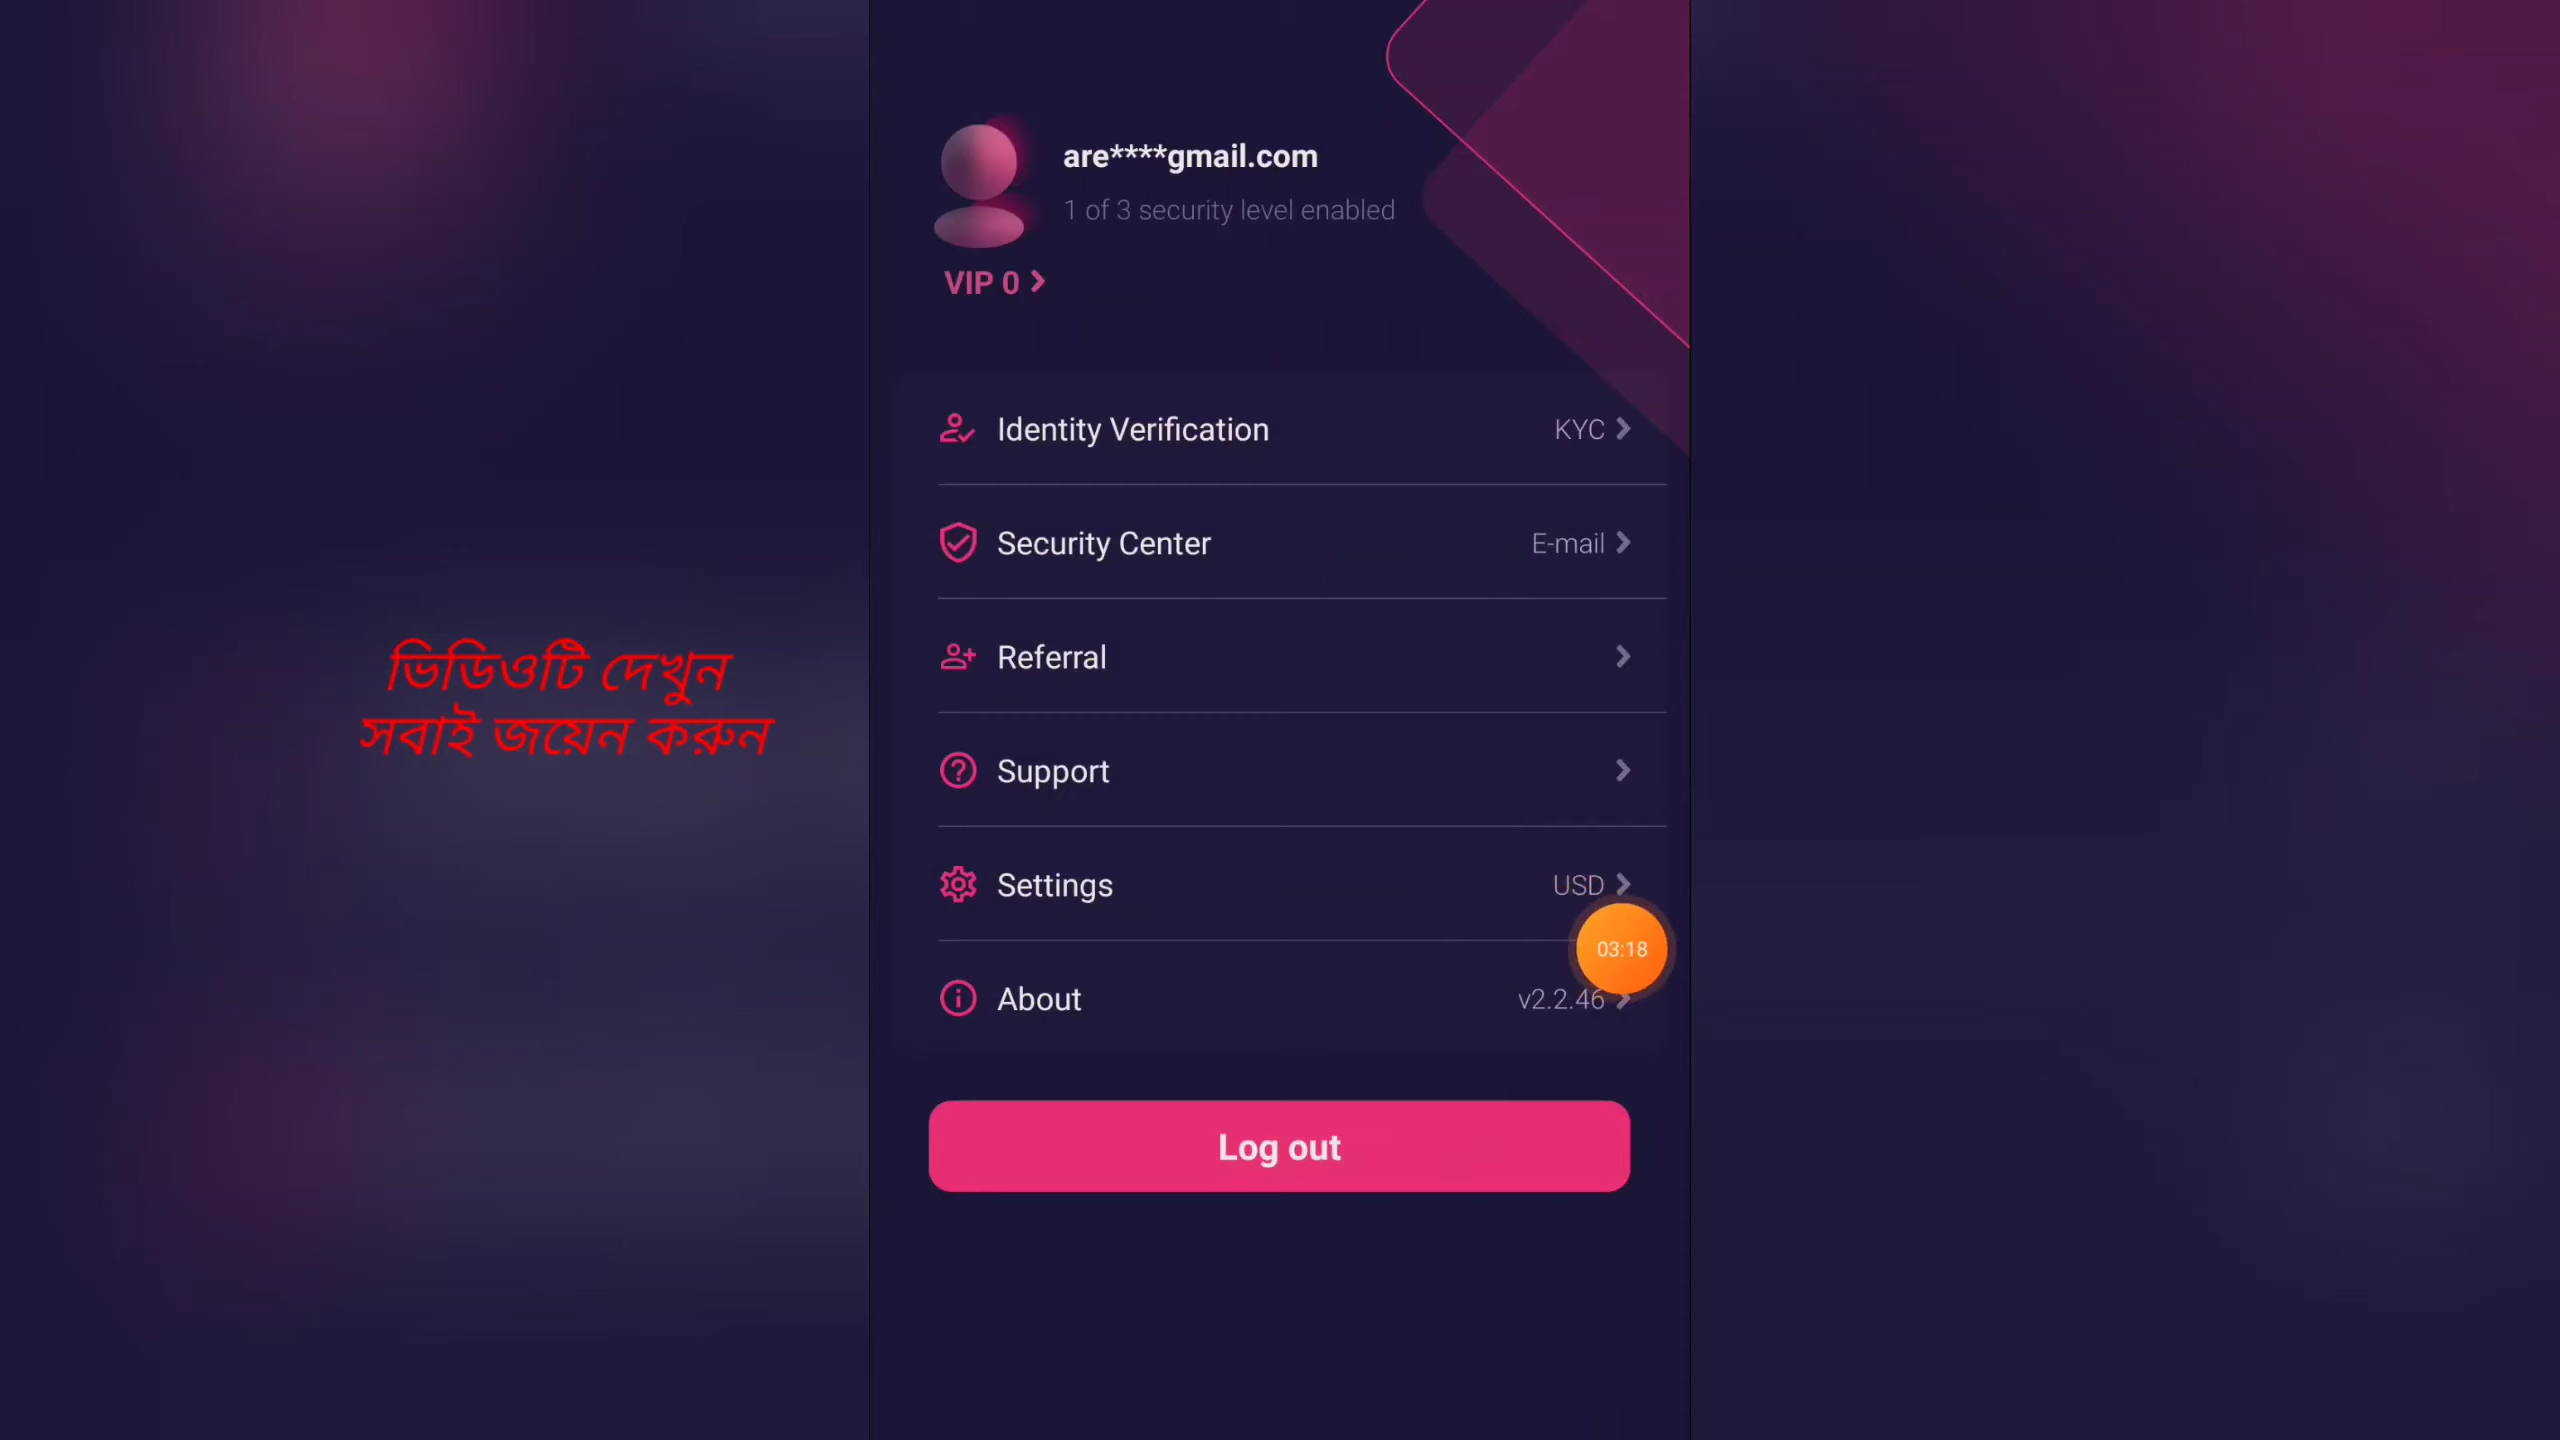 are****gmail.com
1 of 3 security level enabled
VIP 0
Identity Verification KYC
Security Center E-mail
ভিডিওটি দেখুন
সবাই জয়েন করুন
Referral
Support
Settings USD
03:18
About v2.2.46
Log out